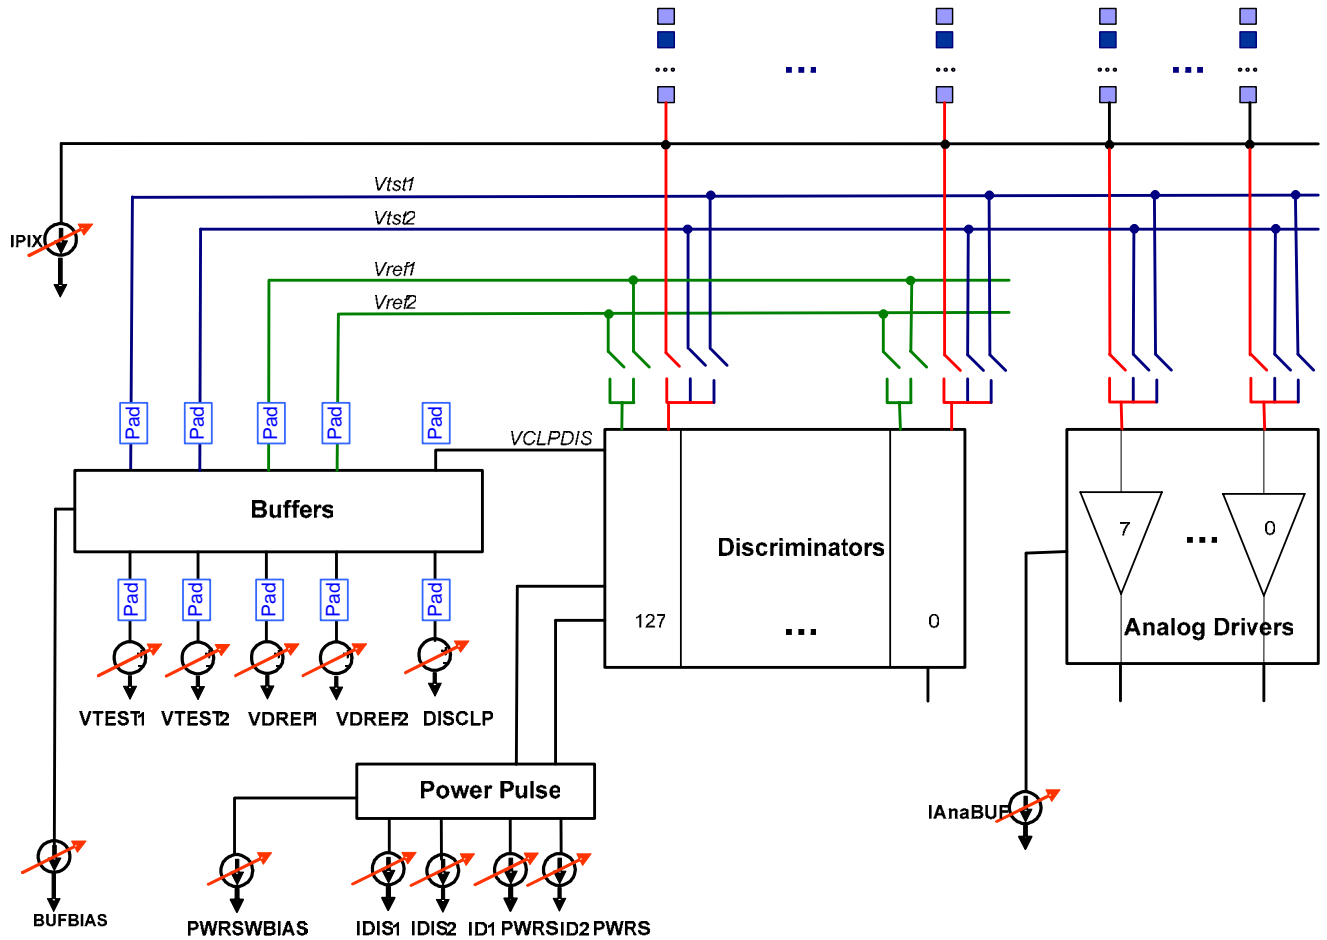 Vtst1
Vtst2
IPIX
Vref1
Vref2
Pad Pad Pad Pad Pad
VCLPDIS
Buffers
Discriminators
7 ... 0
Pad Pad Pad Pad Pad
127 ... 0
Analog Drivers
VTEST1 VTEST2 VDREF1 VDREF2 DISCLP
Power Pulse
IAnaBUF
BUFBIAS
PWRSWBIAS IDIS1 IDIS2 ID1 PWRS ID2 PWRS